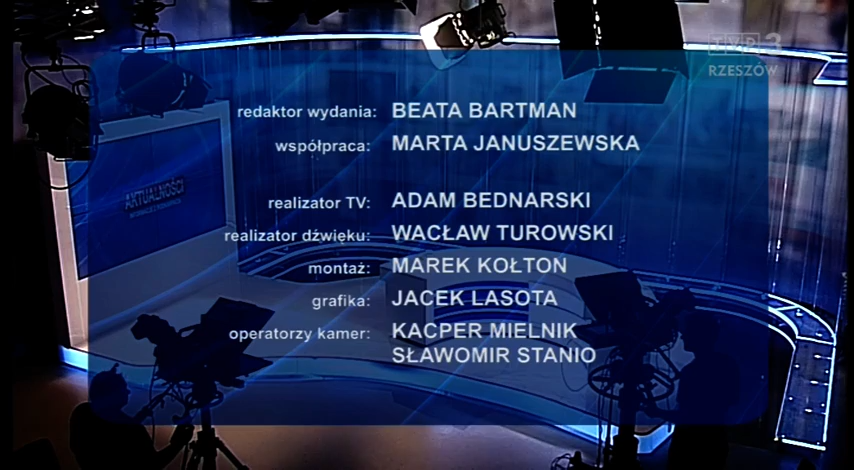 TVP3
RZESZÓW
redaktor wydania: BEATA BARTMAN
współpraca: MARTA JANUSZEWSKA
realizator TV: ADAM BEDNARSKI
realizator dźwięku: WACŁAW TUROWSKI
montaż: MAREK KOŁTON
grafika: JACEK LASOTA
operatorzy kamer: KACPER MIELNIK
SŁAWOMIR STANIO
AKTUALNOŚCI